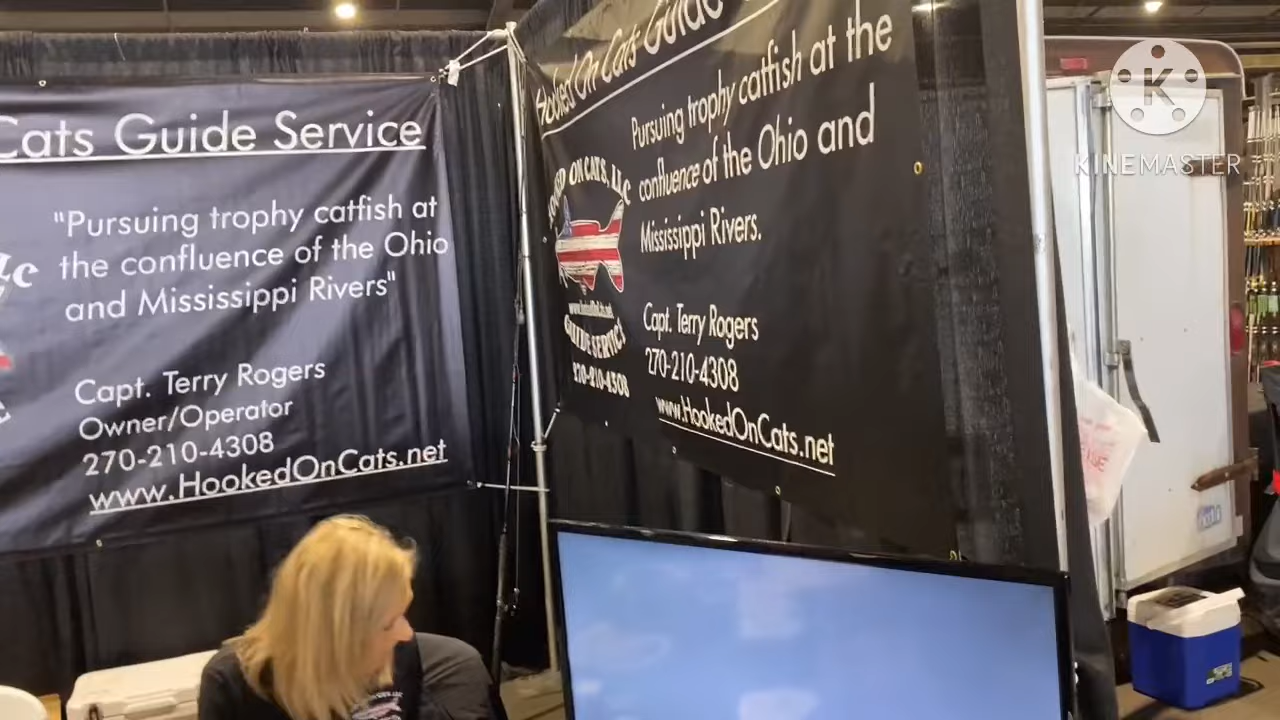 Cats Guide Service
"Pursuing trophy catfish at
the confluence of the Ohio
and Mississippi Rivers"
Capt. Terry Rogers
Owner/Operator
270-210-4308
www.HookedOnCats.net
Hooked On Cats Guide
Pursuing trophy catfish at the
confluence of the Ohio and
Mississippi Rivers.
Capt. Terry Rogers
270-210-4308
www.HookedOnCats.net
ON CATS, LLC
GUIDE SERVICE
270-210-4308
K
KINEMASTER